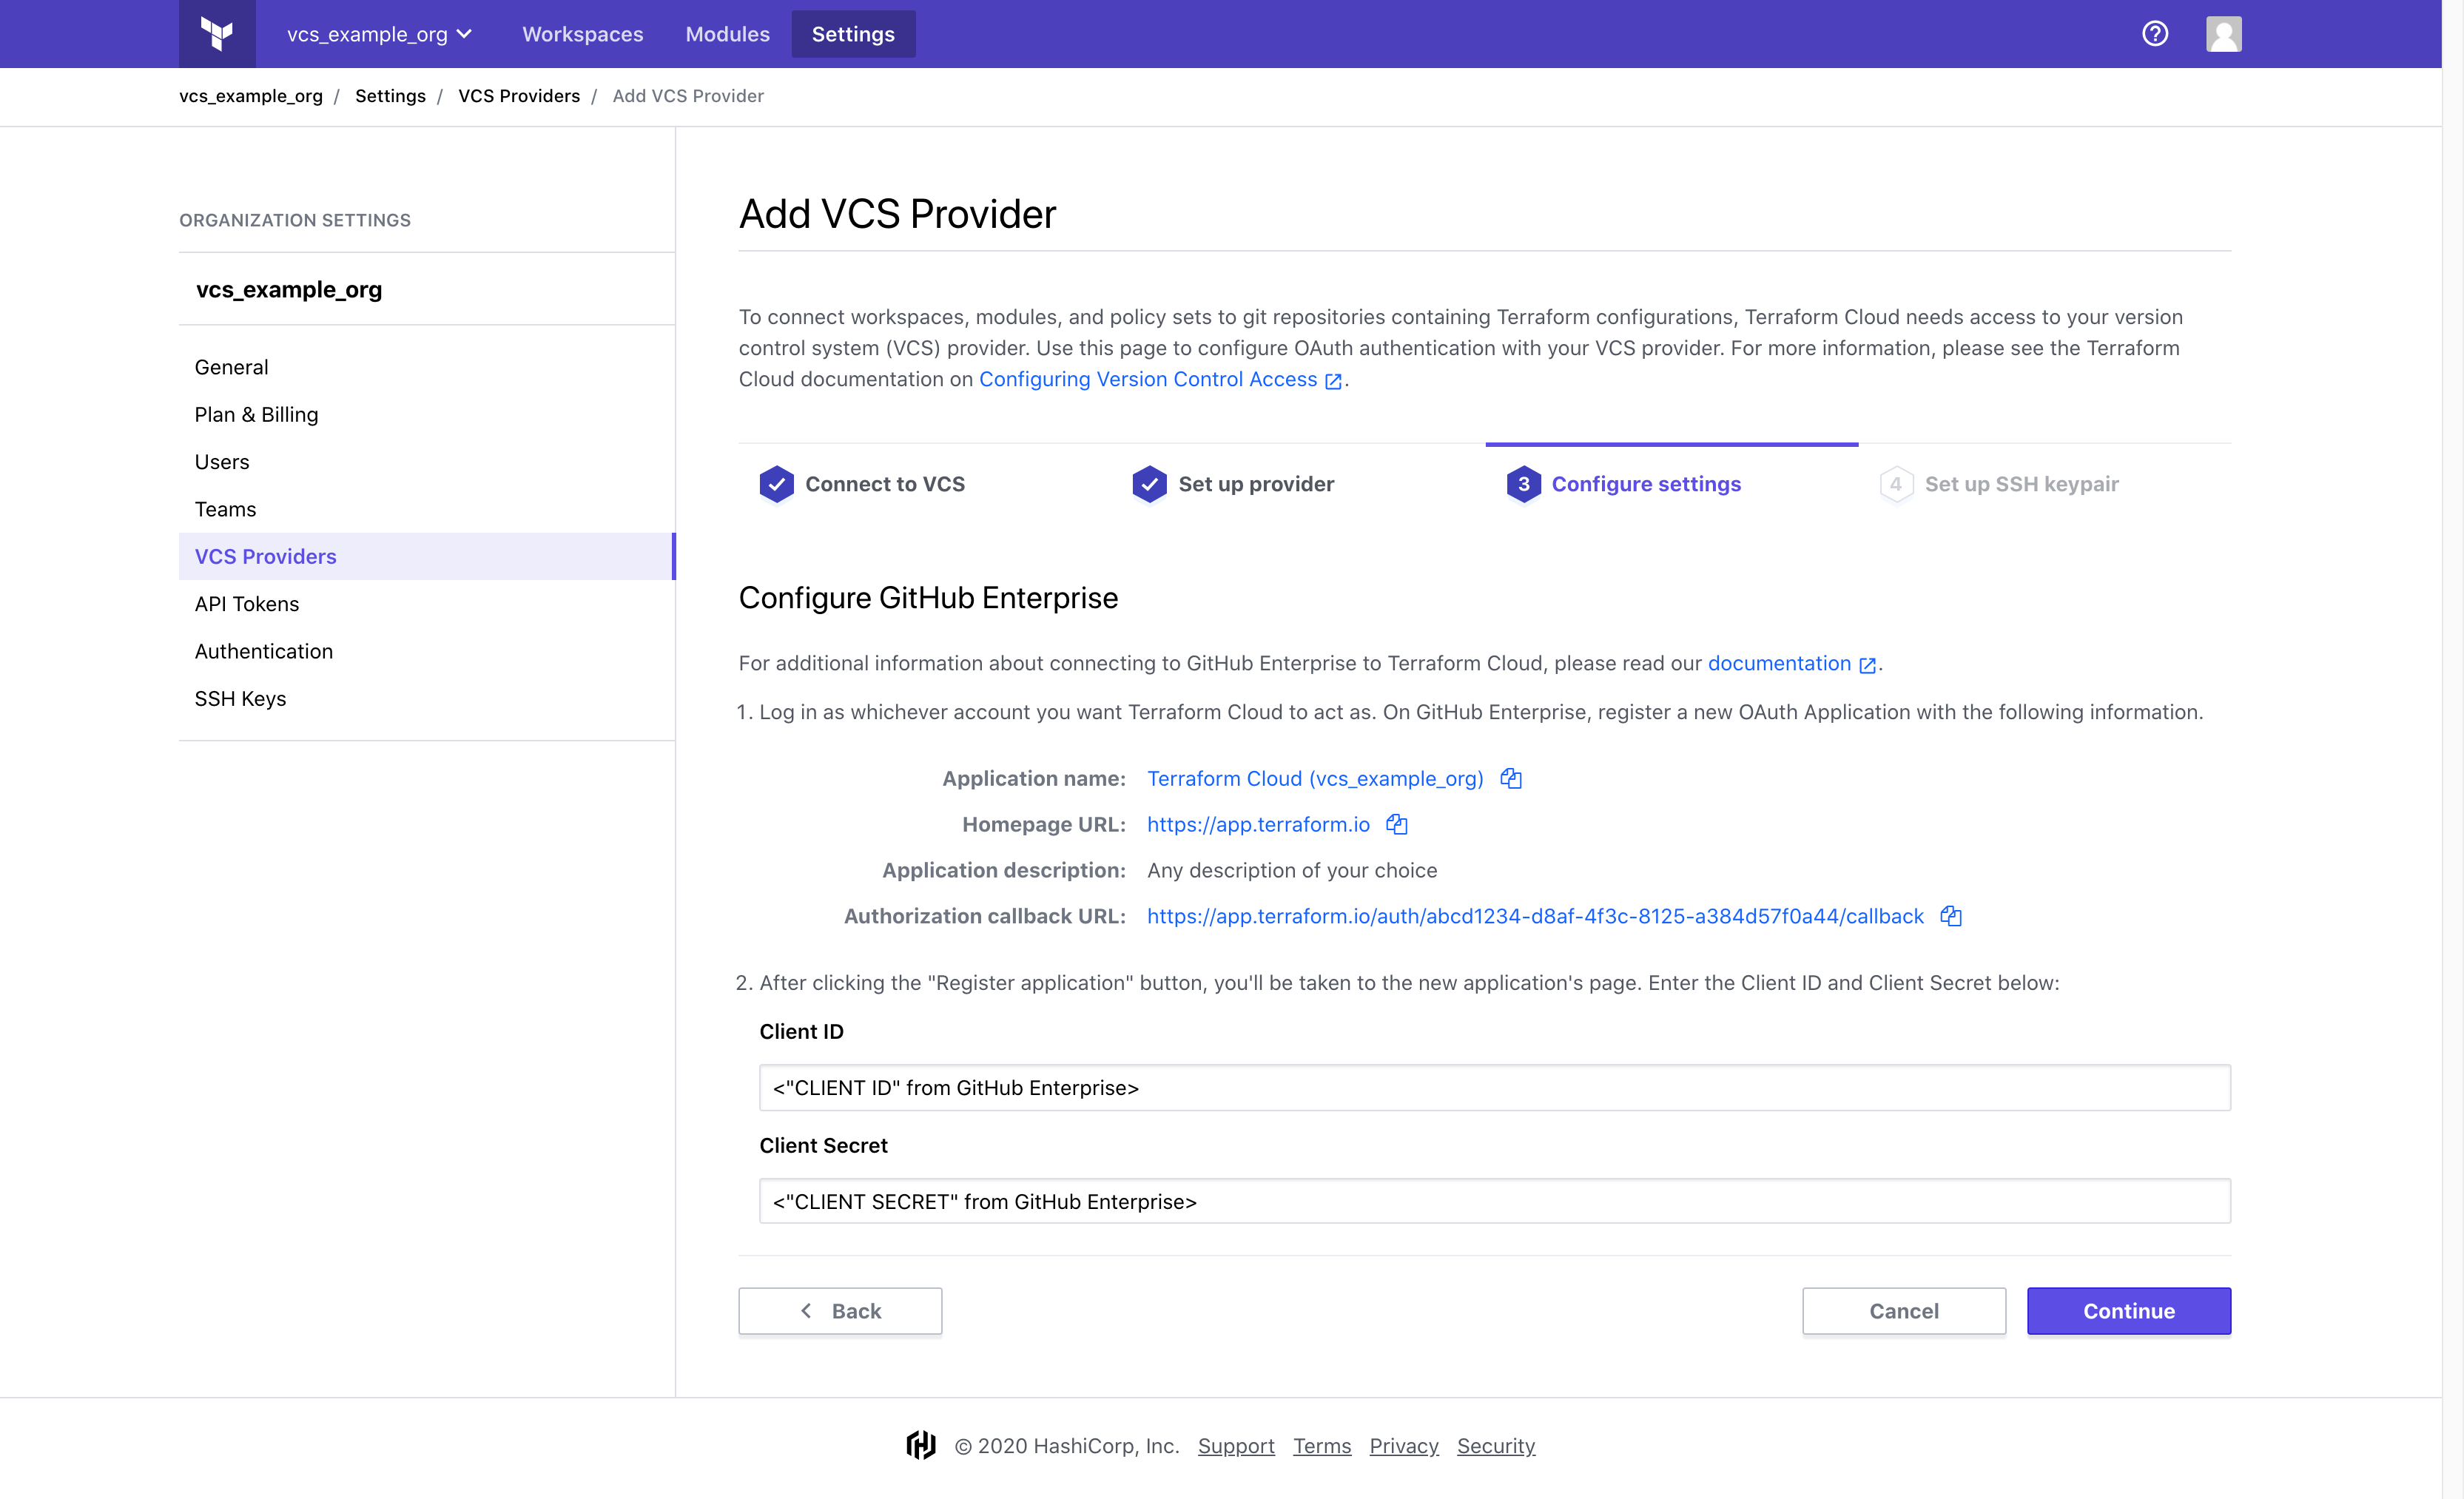 vcs_example_org Workspaces Modules Settings
vcs_example_org / Settings / VCS Providers / Add VCS Provider
ORGANIZATION SETTINGS
vcs_example_org
General
Plan & Billing
Users
Teams
VCS Providers
API Tokens
Authentication
SSH Keys
Add VCS Provider
To connect workspaces, modules, and policy sets to git repositories containing Terraform configurations, Terraform Cloud needs access to your version
control system (VCS) provider. Use this page to configure OAuth authentication with your VCS provider. For more information, please see the Terraform
Cloud documentation on Configuring Version Control Access .
Connect to VCS Set up provider 3 Configure settings 4 Set up SSH keypair
Configure GitHub Enterprise
For additional information about connecting to GitHub Enterprise to Terraform Cloud, please read our documentation .
1. Log in as whichever account you want Terraform Cloud to act as. On GitHub Enterprise, register a new OAuth Application with the following information.
Application name: Terraform Cloud (vcs_example_org)
Homepage URL: https://app.terraform.io
Application description: Any description of your choice
Authorization callback URL: https://app.terraform.io/auth/abcd1234-d8af-4f3c-8125-a384d57f0a44/callback
2. After clicking the "Register application" button, you'll be taken to the new application's page. Enter the Client ID and Client Secret below:
Client ID
<"CLIENT ID" from GitHub Enterprise>
Client Secret
<"CLIENT SECRET" from GitHub Enterprise>
Back Cancel Continue
© 2020 HashiCorp, Inc. Support Terms Privacy Security